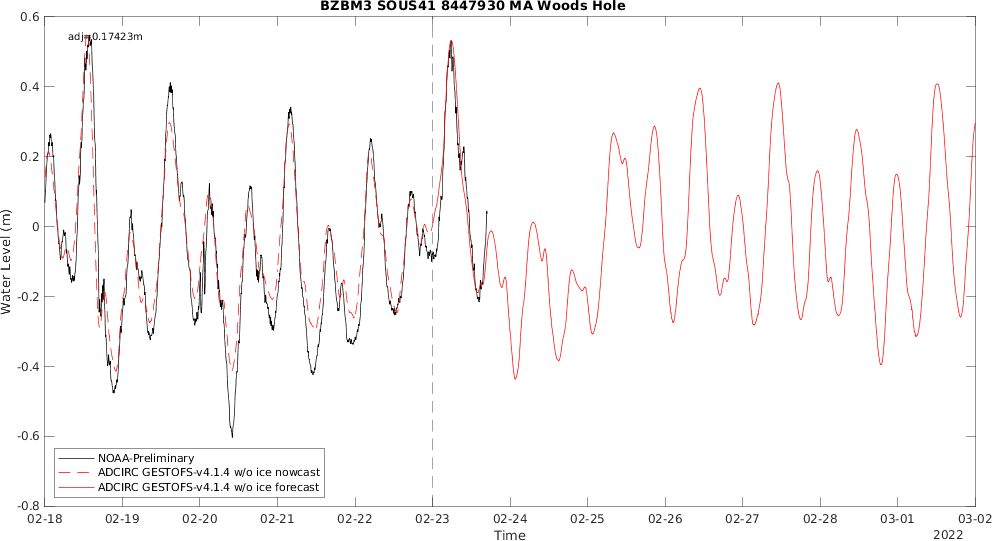 BZBM3 SOUS41 8447930 MA Woods Hole
adj=0.17423m
0.6
0.4
0.2
0
-0.2
-0.4
-0.6
-0.8
Water Level (m)
NOAA-Preliminary
ADCIRC GESTOFS-v4.1.4 w/o ice nowcast
ADCIRC GESTOFS-v4.1.4 w/o ice forecast
02-18 02-19 02-20 02-21 02-22 02-23 02-24 02-25 02-26 02-27 02-28 03-01 03-02
Time
2022